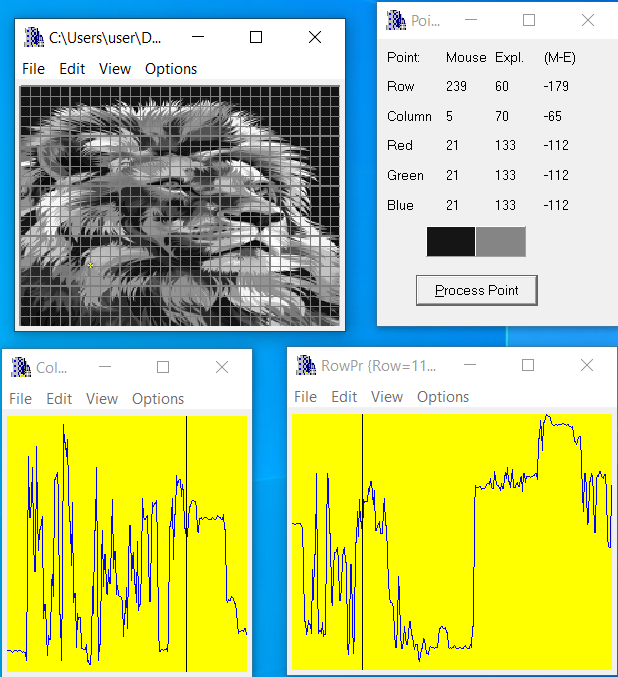 C:\Users\user\D...
File Edit View Options
Poi...
Point: Mouse Expl. (M-E)
Row 239 60 -179
Column 5 70 -65
Red 21 133 -112
Green 21 133 -112
Blue 21 133 -112
Process Point
Col...
File Edit View Options
RowPr {Row=11...
File Edit View Options